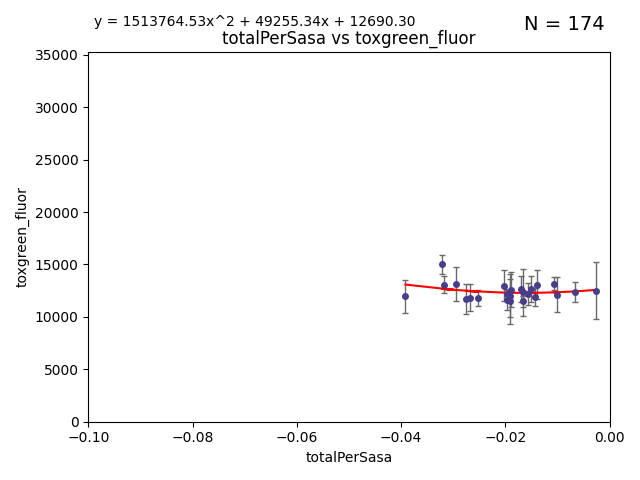 y = 1513764.53x^2 + 49255.34x + 12690.30
N = 174
totalPerSasa vs toxgreen_fluor
35000
30000
25000
20000
15000
10000
5000
0
toxgreen_fluor
−0.10
−0.08
−0.06
−0.04
−0.02
0.00
totalPerSasa